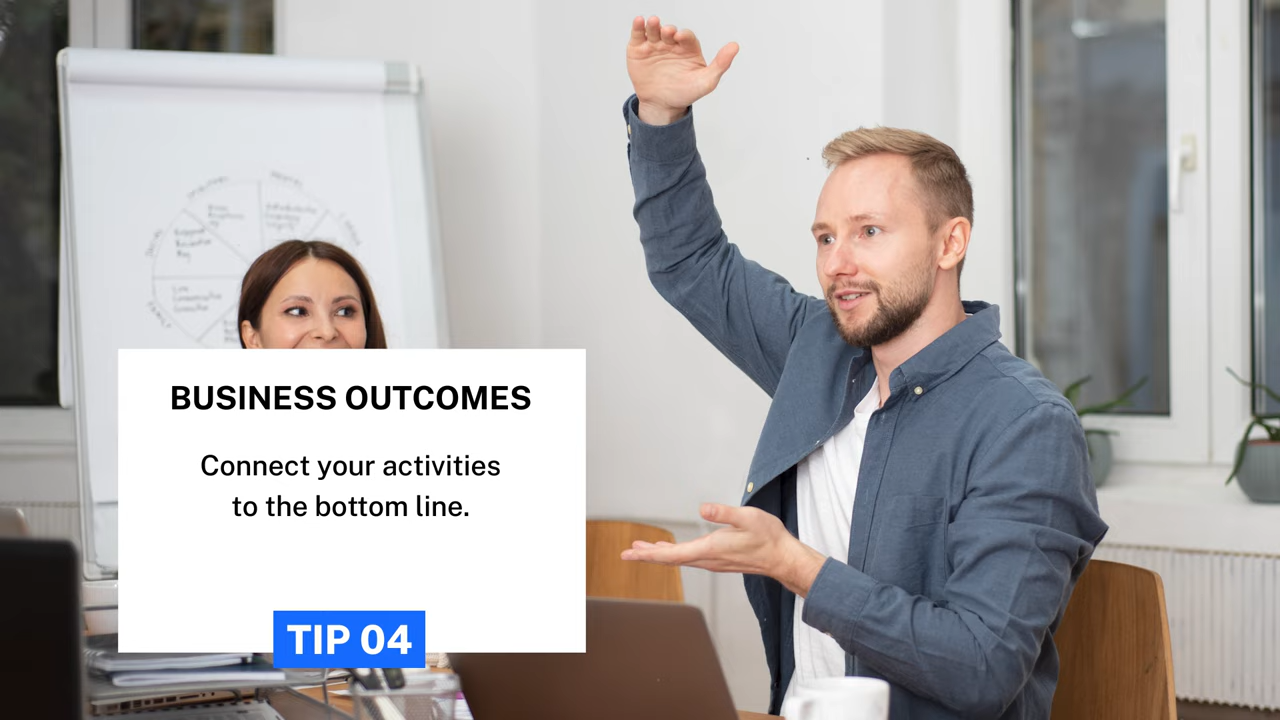 BUSINESS OUTCOMES
Connect your activities
to the bottom line.
TIP 04